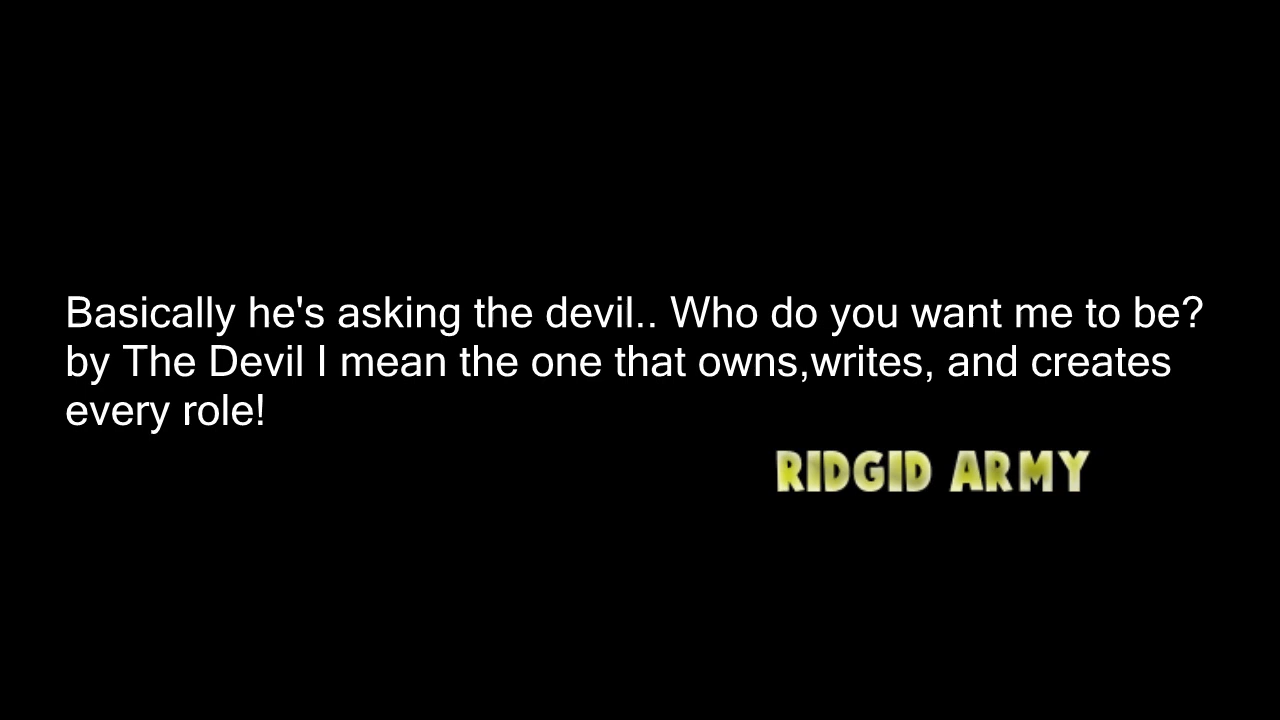 Basically he's asking the devil.. Who do you want me to be?
by The Devil I mean the one that owns,writes, and creates
every role!
RIDGID ARMY